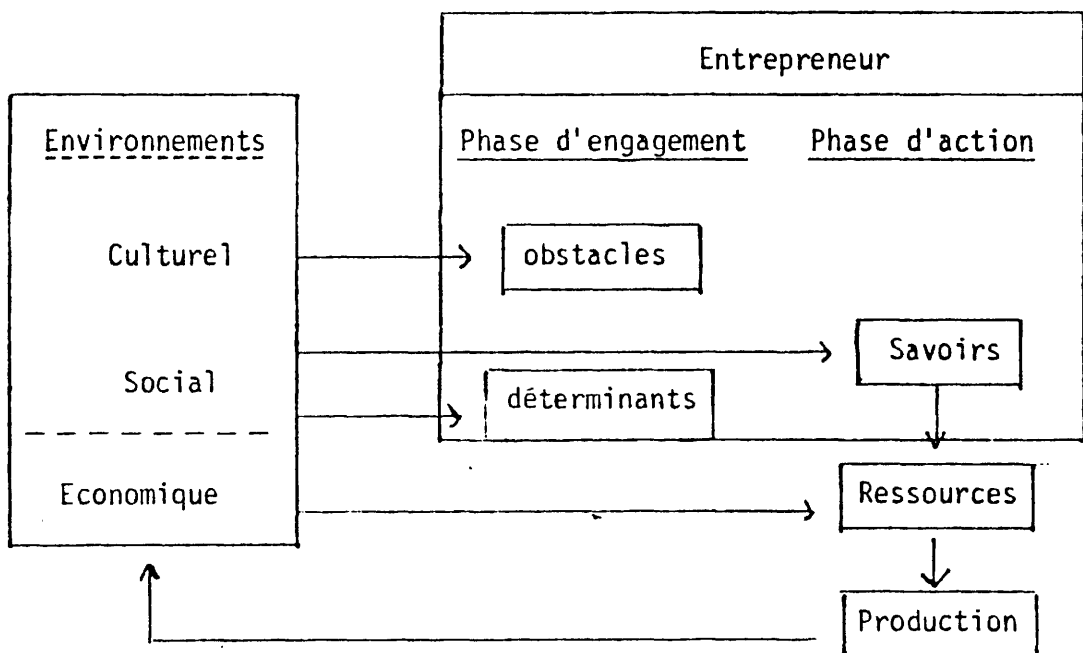 Entrepreneur
Environnements
Phase d'engagement
Phase d'action
Culturel
obstacles
Savoirs
Social
déterminants
Economique
Ressources
Production